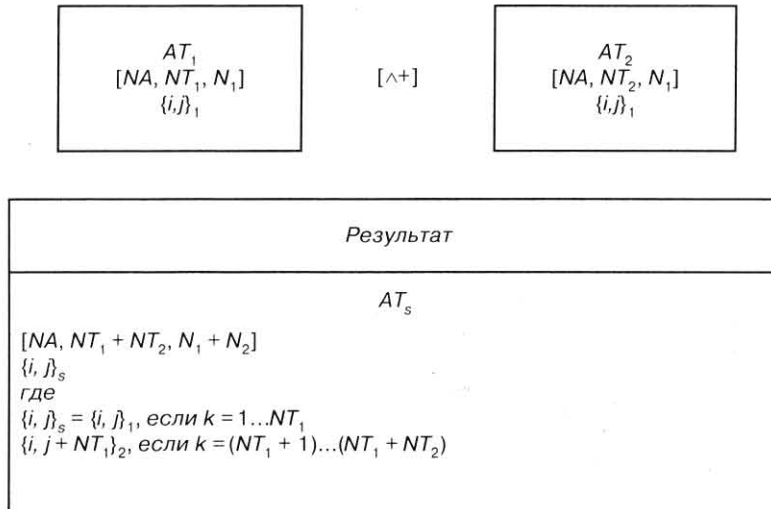 AT₁
[NA, NT₁, N₁]
{i,j}₁
[∧+]
AT₂
[NA, NT₂, N₁]
{i,j}₁
Результат
ATₛ
[NA, NT₁ + NT₂, N₁ + N₂]
{i, j}ₛ
где
{i, j}ₛ = {i, j}₁, если k = 1...NT₁
{i, j + NT₁}₂, если k = (NT₁ + 1)...(NT₁ + NT₂)